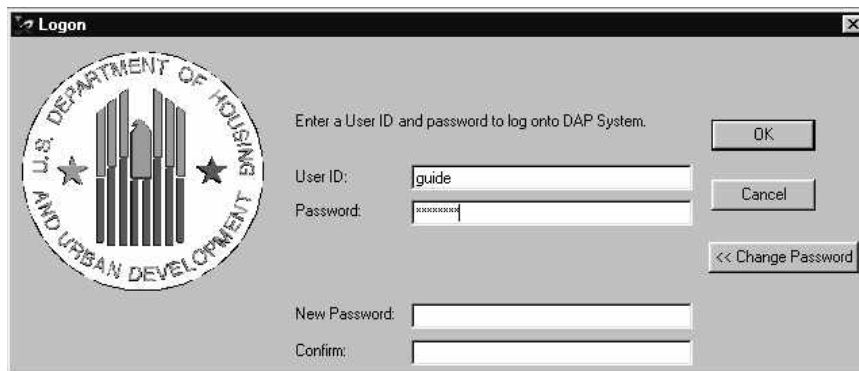 Logon
U.S. DEPARTMENT OF HOUSING
AND URBAN DEVELOPMENT
Enter a User ID and password to log onto DAP System.
User ID: guide
Password: ××××××××
New Password:
Confirm:
OK
Cancel
<< Change Password